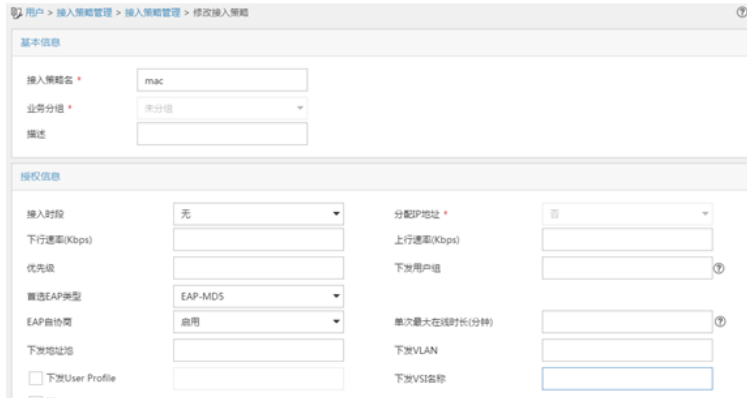 用户 > 接入策略管理 > 接入策略管理 > 修改接入策略
基本信息
接入策略名 * mac
业务分组 * 未分组
描述
授权信息
接入时段 无 分配IP地址 * 否
下行速率(Kbps) 上行速率(Kbps)
优先级 下发用户组
首选EAP类型 EAP-MD5
EAP自协商 启用 单次最大在线时长(分钟)
下发地址池 下发VLAN
下发User Profile 下发VSI名称